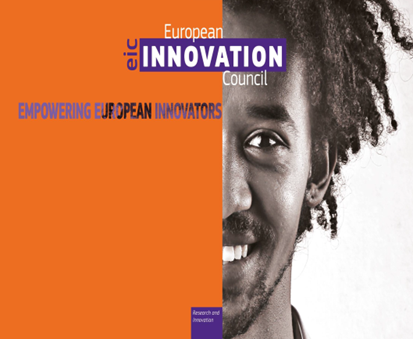 European
eic INNOVATION
Council
EMPOWERING EUROPEAN INNOVATORS
Research and
Innovation